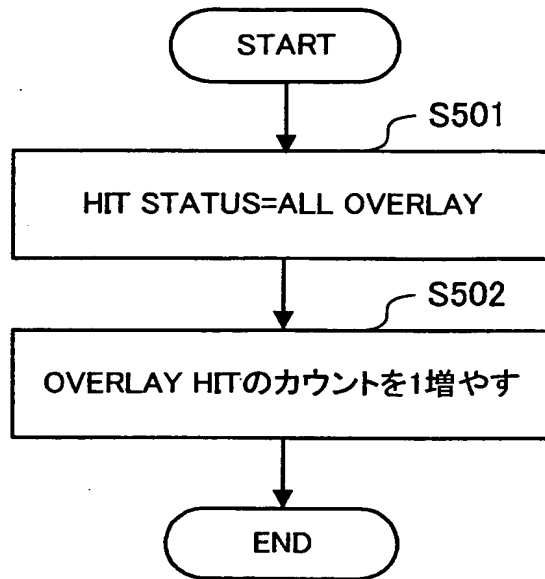 START
S501
HIT STATUS=ALL OVERLAY
S502
OVERLAY HITのカウントを1増やす
END